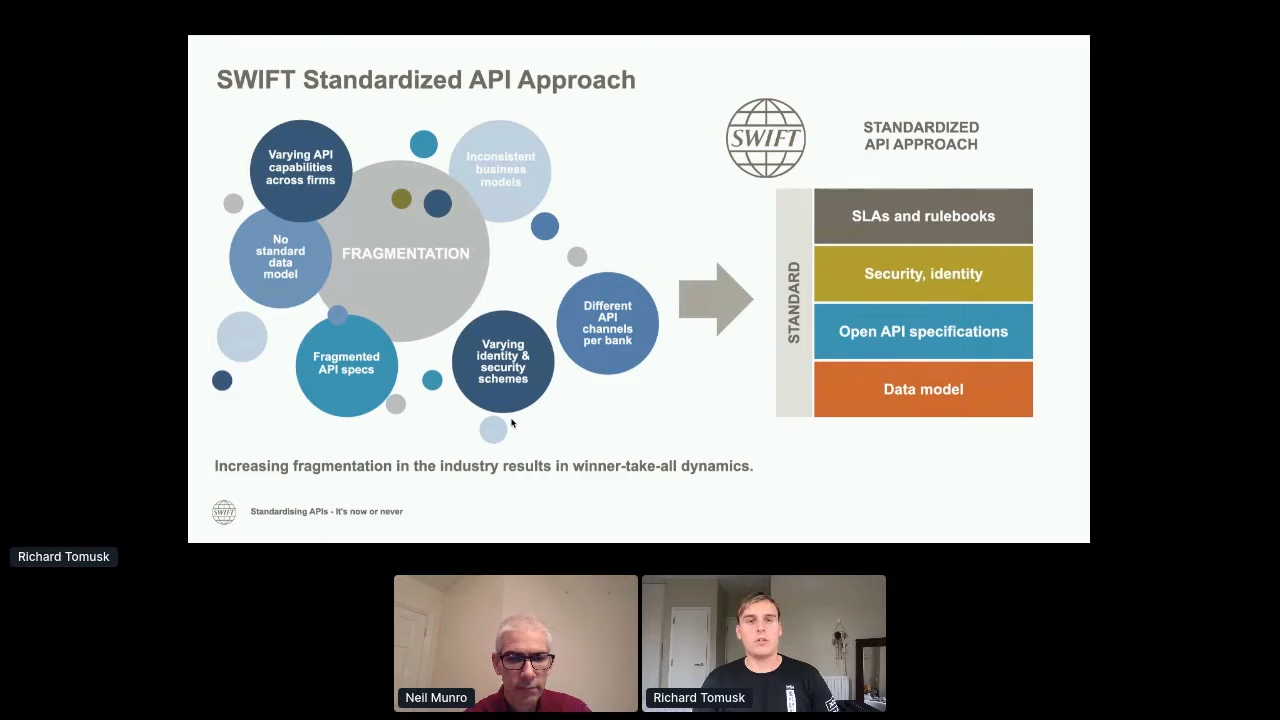 SWIFT Standardized API Approach
Varying API
capabilities
across firms
Inconsistent
business
models
No
standard
data
model
FRAGMENTATION
Different
API
channels
per bank
Fragmented
API specs
Varying
identity &
security
schemes
SWIFT
STANDARDIZED
API APPROACH
STANDARD
SLAs and rulebooks
Security, identity
Open API specifications
Data model
Increasing fragmentation in the industry results in winner-take-all dynamics.
SWIFT
Standardising APIs - It's now or never
Richard Tomusk
Neil Munro
Richard Tomusk